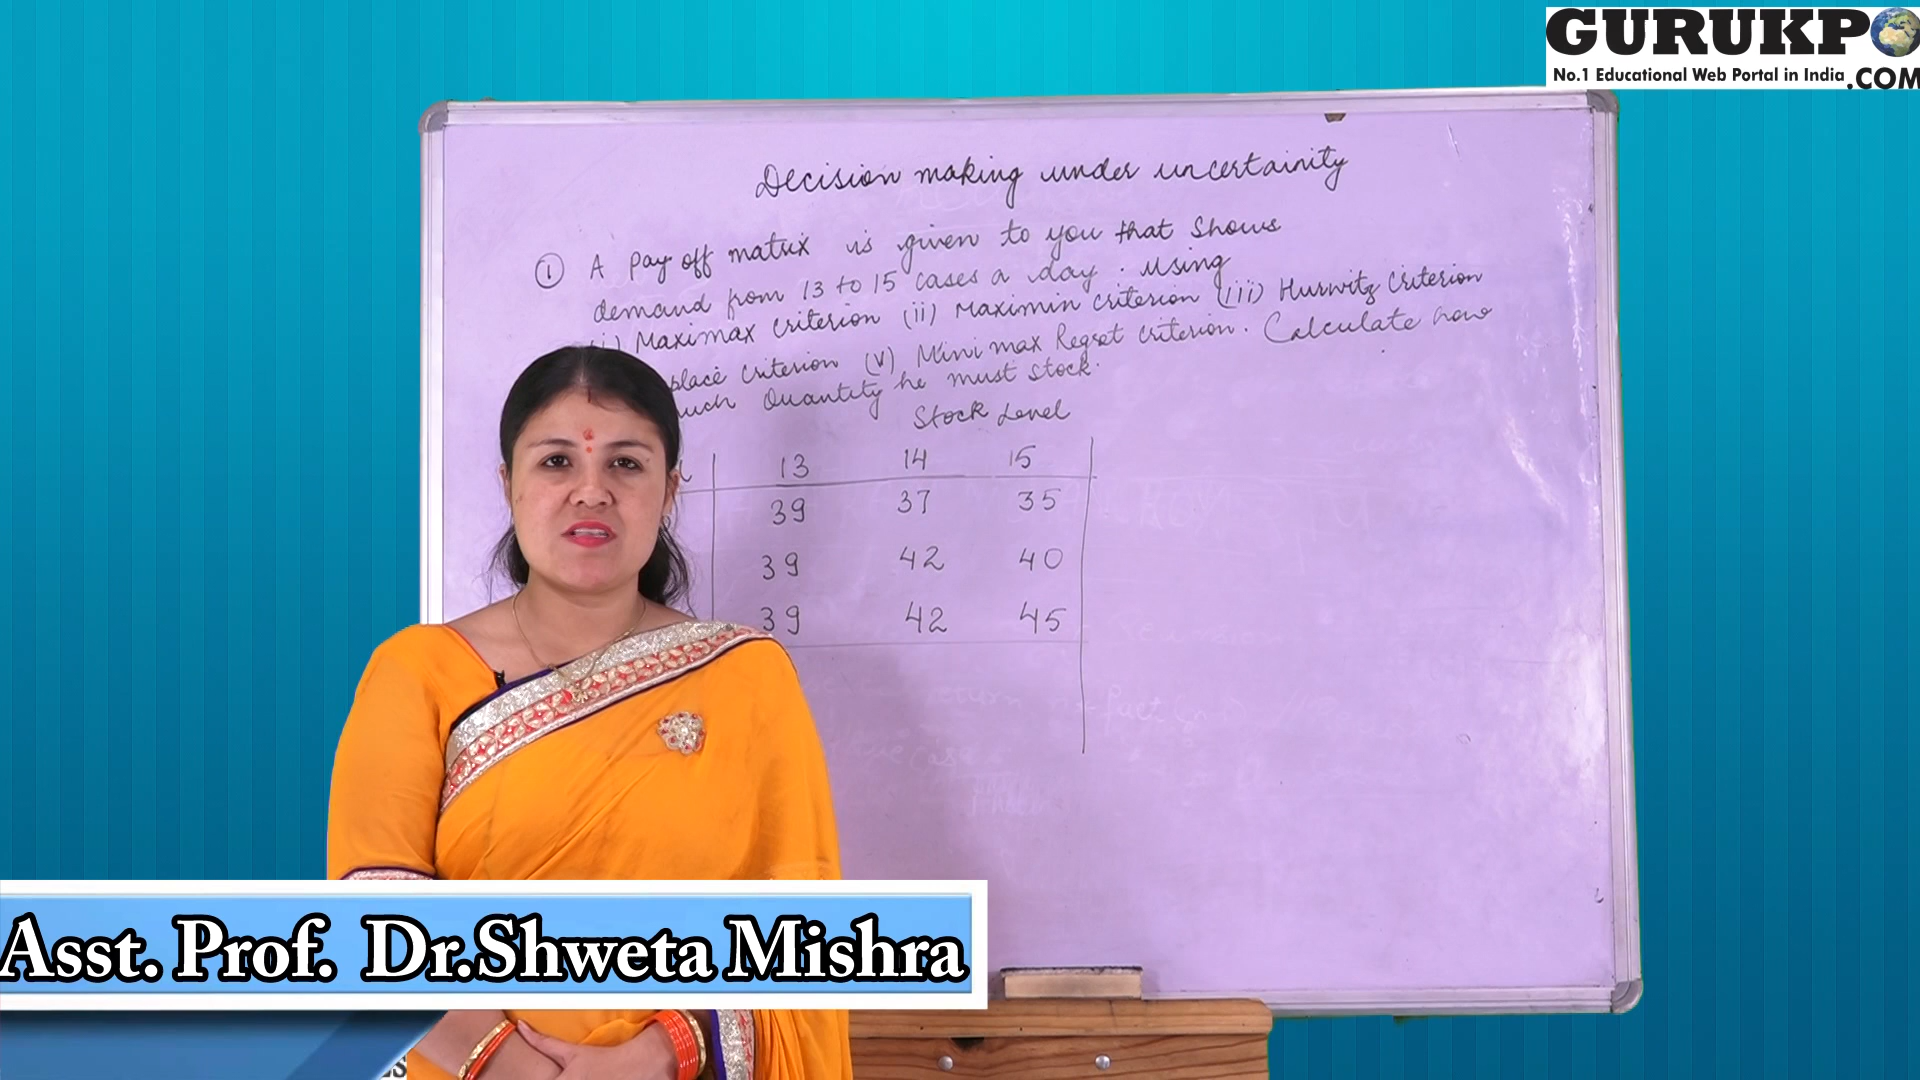 GURUKPO
No.1 Educational Web Portal in India .COM
Decision making under uncertainity
① A pay off matrix is given to you that shows
demand from 13 to 15 cases a day. Using
(i) Maximax criterion (ii) Maximin criterion (iii) Hurwitz criterion
place criterion (v) Minimax Regret criterion. Calculate how
much Quantity he must stock.
Stock Level
13 14 15
39 37 35
39 42 40
39 42 45
Asst. Prof. Dr.Shweta Mishra